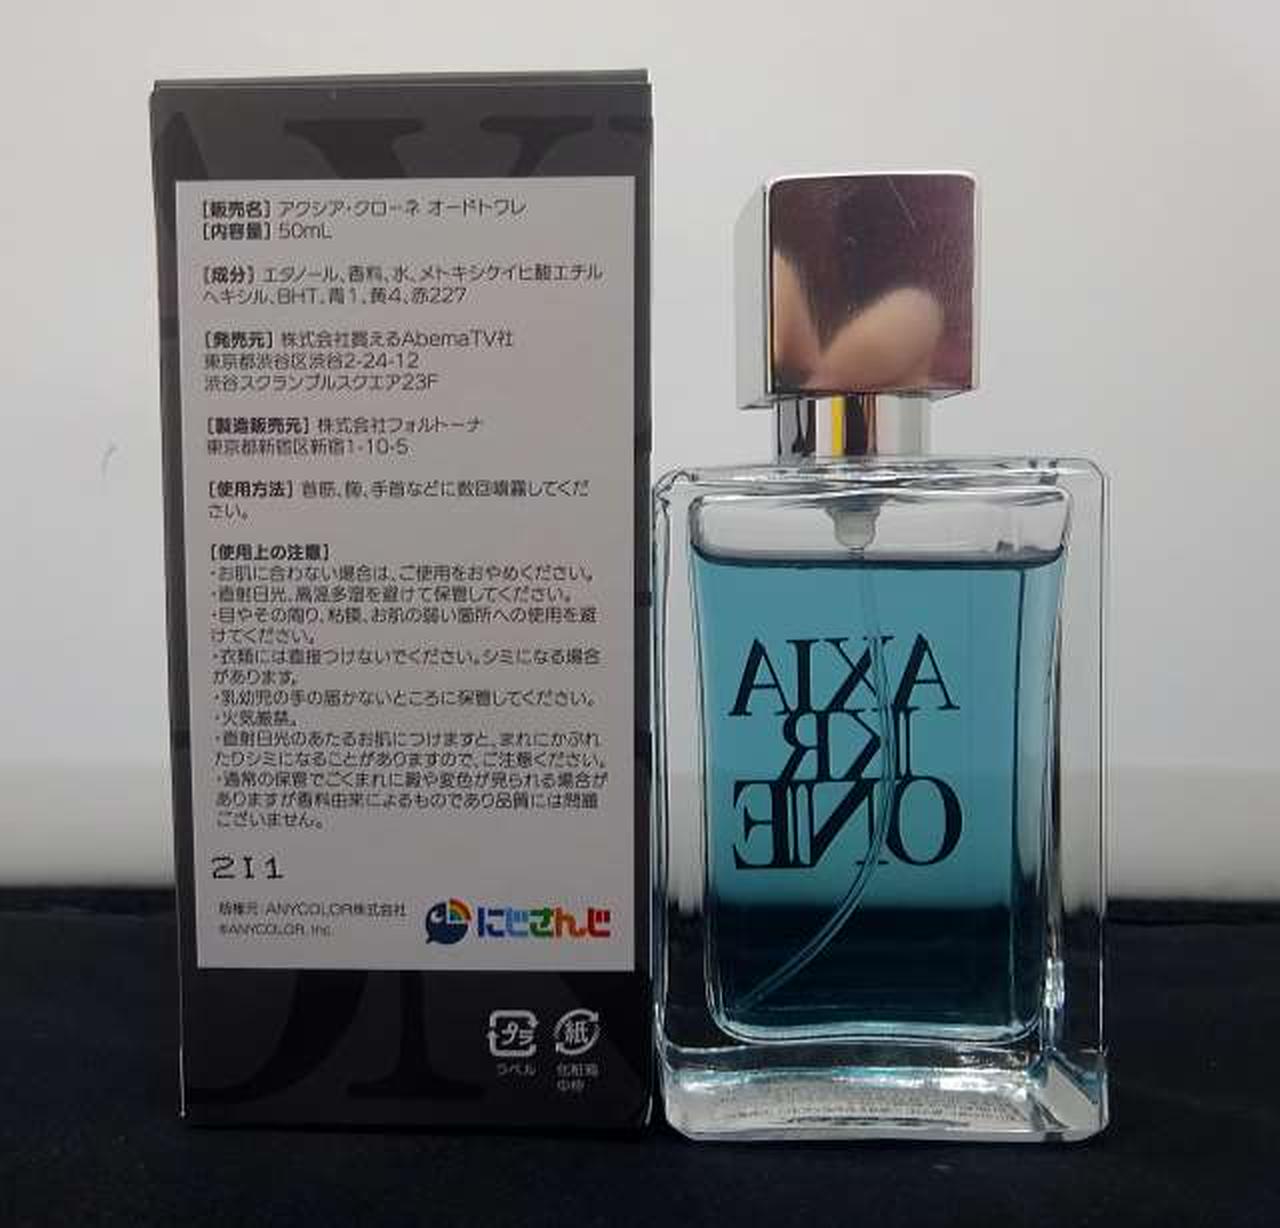 [販売名] アクシア・クローネ オードトワレ
[内容量] 50mL
[成分] エタノール、香料、水、メトキシケイヒ酸エチル
ヘキシル、BHT、青1、黄4、赤227
[発売元] 株式会社買えるAbemaTV社
東京都渋谷区渋谷2-24-12
渋谷スクランブルスクエア23F
[製造販売元] 株式会社フォルトーナ
東京都新宿区新宿1-10-5
[使用方法] 首筋、胸、手首などに数回噴霧してくだ
さい。
[使用上の注意]
・お肌に合わない場合は、ご使用をおやめください。
・直射日光、高温多湿を避けて保管してください。
・目やその周り、粘膜、お肌の弱い箇所への使用を避
けてください。
・衣類には直接つけないでください。シミになる場合
があります。
・乳幼児の手の届かないところに保管してください。
・火気厳禁。
・直射日光のあたるお肌につけますと、まれにかぶれ
たりシミになることがありますので、ご注意ください。
・通常の保管でごくまれに澱や変色が見られる場合が
ありますが香料由来によるものであり品質には問題
ございません。
211
版権元:ANYCOLOR株式会社
©ANYCOLOR, Inc.
にじさんじ
プラ
紙
ラベル
化粧箱
中枠
AXIA
KR
ONE